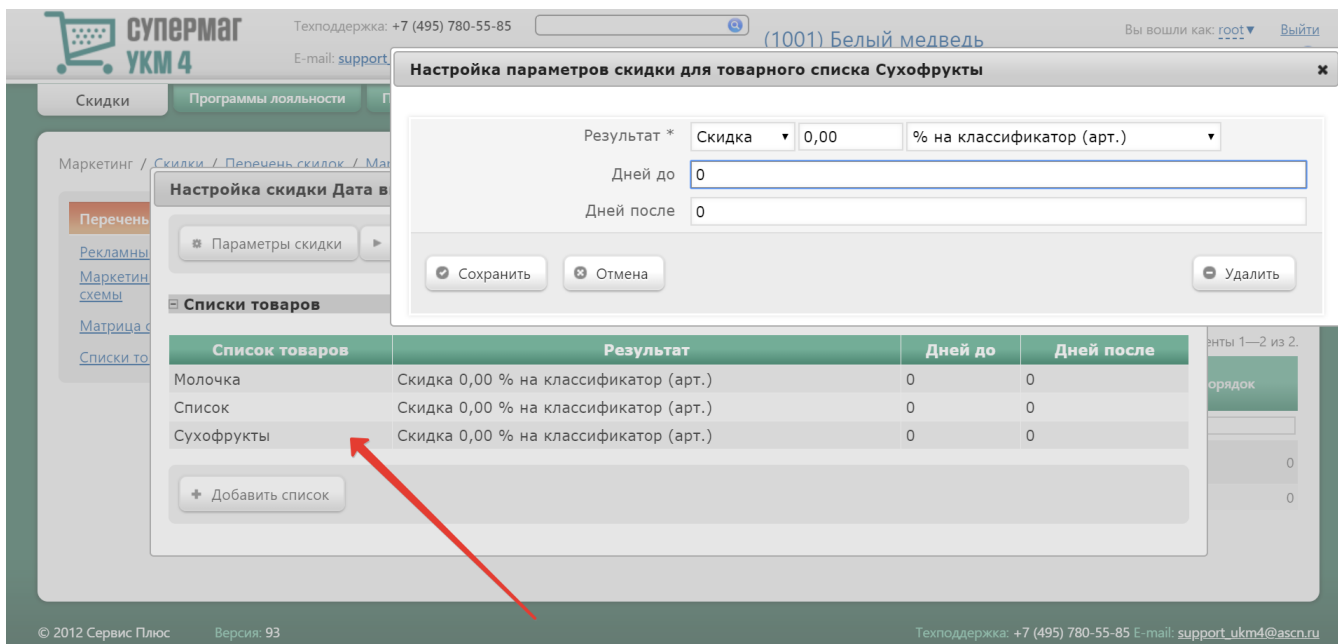 супермаг
УКМ 4
Техподдержка: +7 (495) 780-55-85
E-mail: support_
(1001) Белый медведь
Вы вошли как: root ▼ Выйти
Скидки
Программы лояльности
Маркетинг / Скидки / Перечень скидок /
Настройка параметров скидки для товарного списка Сухофрукты
Результат * Скидка 0,00 % на классификатор (арт.)
Дней до 0
Дней после 0
Сохранить Отмена Удалить
Перечень
Рекламны
Маркетин
схемы
Матрица
Списки то
Настройка скидки Дата в
Параметры скидки
Списки товаров
Список товаров Результат Дней до Дней после
Молочка Скидка 0,00 % на классификатор (арт.) 0 0
Список Скидка 0,00 % на классификатор (арт.) 0 0
Сухофрукты Скидка 0,00 % на классификатор (арт.) 0 0
Добавить список
енты 1—2 из 2.
орядок
0
0
© 2012 Сервис Плюс Версия: 93
Техподдержка: +7 (495) 780-55-85 E-mail: support_ukm4@ascn.ru